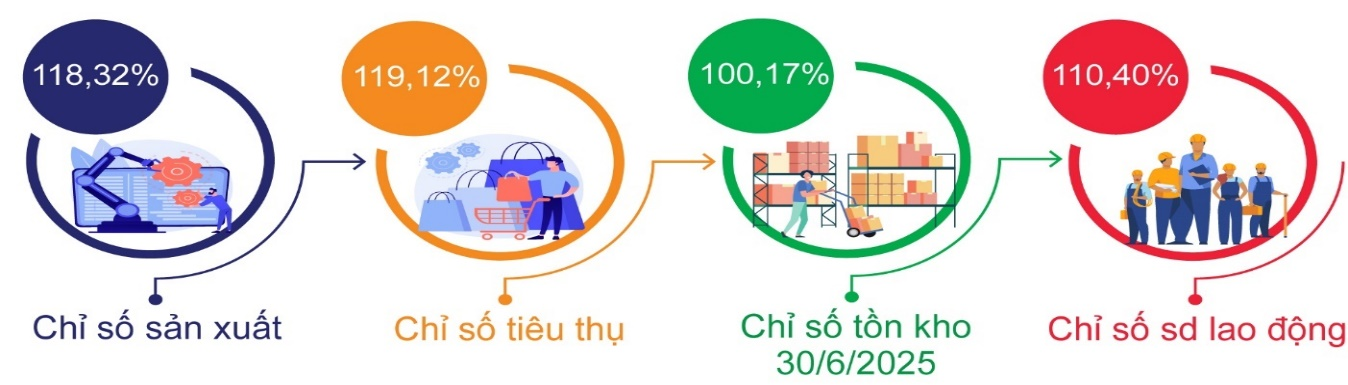 118,32%
119,12%
100,17%
110,40%
Chỉ số sản xuất
Chỉ số tiêu thụ
Chỉ số tồn kho
30/6/2025
Chỉ số sd lao động